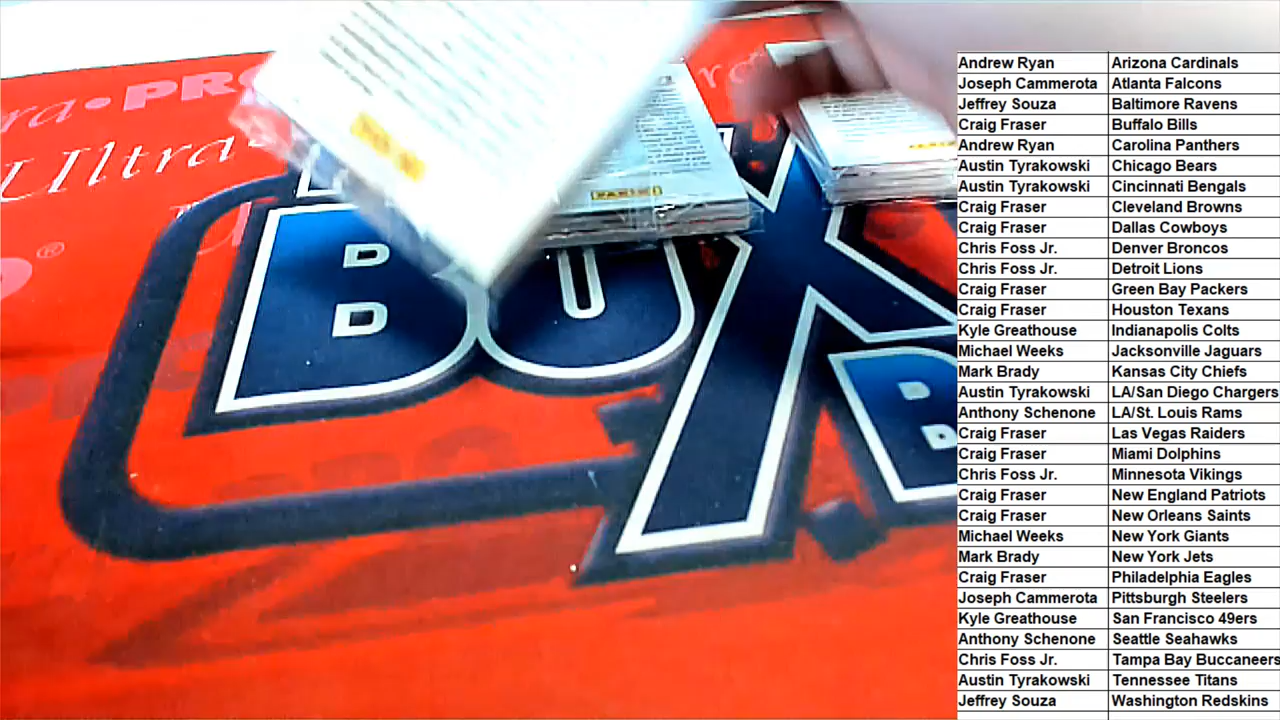 ra • PRO
Ultra
®
PANINI
BOX
B
Andrew Ryan Arizona Cardinals
Joseph Cammerota Atlanta Falcons
Jeffrey Souza Baltimore Ravens
Craig Fraser Buffalo Bills
Andrew Ryan Carolina Panthers
Austin Tyrakowski Chicago Bears
Austin Tyrakowski Cincinnati Bengals
Craig Fraser Cleveland Browns
Craig Fraser Dallas Cowboys
Chris Foss Jr. Denver Broncos
Chris Foss Jr. Detroit Lions
Craig Fraser Green Bay Packers
Craig Fraser Houston Texans
Kyle Greathouse Indianapolis Colts
Michael Weeks Jacksonville Jaguars
Mark Brady Kansas City Chiefs
Austin Tyrakowski LA/San Diego Chargers
Anthony Schenone LA/St. Louis Rams
Craig Fraser Las Vegas Raiders
Craig Fraser Miami Dolphins
Chris Foss Jr. Minnesota Vikings
Craig Fraser New England Patriots
Craig Fraser New Orleans Saints
Michael Weeks New York Giants
Mark Brady New York Jets
Craig Fraser Philadelphia Eagles
Joseph Cammerota Pittsburgh Steelers
Kyle Greathouse San Francisco 49ers
Anthony Schenone Seattle Seahawks
Chris Foss Jr. Tampa Bay Buccaneers
Austin Tyrakowski Tennessee Titans
Jeffrey Souza Washington Redskins